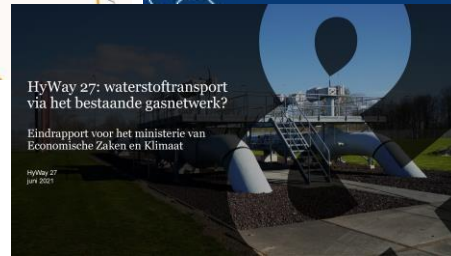 HyWay 27: waterstoftransport
via het bestaande gasnetwerk?
Eindrapport voor het ministerie van
Economische Zaken en Klimaat
HyWay 27
juni 2021